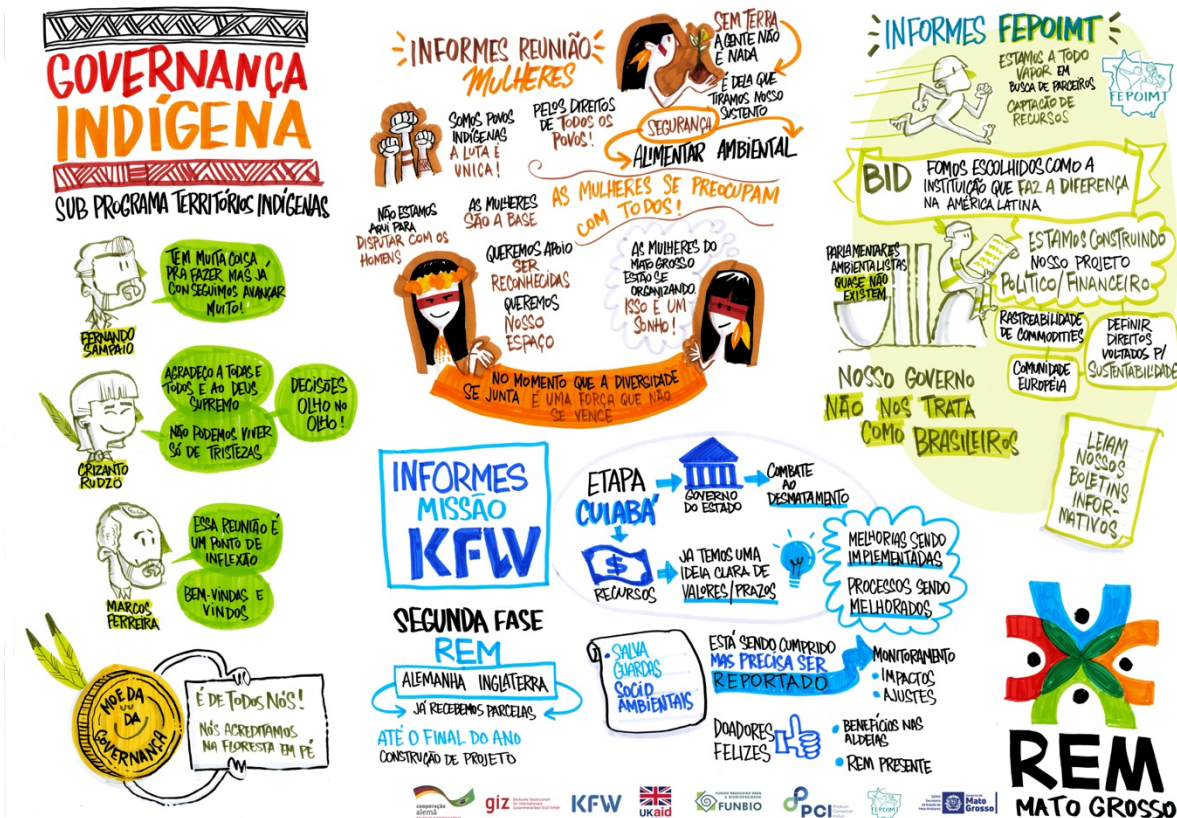 GOVERNANÇA
INDÍGENA
SUB PROGRAMA TERRITÓRIOS INDÍGENAS
TEM MUITA COISA
PRA FAZER MAS JÁ
CONSEGUIMOS AVANÇAR
MUITO!
FERNANDO
SAMPAIO
AGRADEÇO A TODAS E
TODOS E AO DEUS
SUPREMO
DECISÕES
OLHO NO
OLHO!
NÃO PODEMOS VIVER
SÓ DE TRISTEZAS
CRIZANTO
RUDZÖ
ESSA REUNIÃO É
UM PONTO DE
INFLEXÃO
BEM-VINDAS E
VINDOS
MARCOS
FERREIRA
MOEDA
DA
GOVERNANÇA
É DE TODOS NÓS!
NÓS ACREDITAMOS
NA FLORESTA EM PÉ
INFORMES REUNIÃO
MULHERES
SOMOS POVOS
INDÍGENAS
A LUTA É
UNICA!
PELOS DIREITOS
DE TODOS OS
POVOS!
SEM TERRA
A GENTE NÃO
É NADA
É DELA QUE
TIRAMOS NOSSO
SUSTENTO
SEGURANÇA
ALIMENTAR AMBIENTAL
AS MULHERES SE PREOCUPAM
COM TODOS!
NÃO ESTAMOS
AQUI PARA
DISPUTAR COM OS
HOMENS
AS MULHERES
SÃO A BASE
QUEREMOS APOIO
SER
RECONHECIDAS
QUEREMOS
NOSSO
ESPAÇO
AS MULHERES DO
MATO GROSSO
ESTÃO SE
ORGANIZANDO.
ISSO É UM
SONHO!
NO MOMENTO QUE A DIVERSIDADE
SE JUNTA É UMA FORÇA QUE NÃO
SE VENCE
INFORMES FEPOIMT
ESTAMOS A TODO
VAPOR EM
BUSCA DE PARCEIROS
CAPTAÇÃO DE
RECURSOS
FEPOIMT
BID
FOMOS ESCOLHIDOS COMO A
INSTITUIÇÃO QUE FAZ A DIFERENÇA
NA AMÉRICA LATINA
PARLAMENTARES
AMBIENTALISTAS
QUASE NÃO
EXISTEM
ESTAMOS CONSTRUINDO
NOSSO PROJETO
POLÍTICO/FINANCEIRO
RASTREABILIDADE
DE COMMODITIES
DEFINIR
DIREITOS
VOLTADOS P/
SUSTENTABILIDADE
COMUNIDADE
EUROPÉIA
NOSSO GOVERNO
NÃO NOS TRATA
COMO BRASILEIROS
LEIAM
NOSSOS
BOLETINS
INFOR-
MATIVOS
INFORMES
MISSÃO
KFW
ETAPA
CUIABÁ
GOVERNO
DO ESTADO
COMBATE
AO
DESMATAMENTO
$
RECURSOS
JA TEMOS UMA
IDEIA CLARA DE
VALORES/PRAZOS
MELHORIAS SENDO
IMPLEMENTADAS
PROCESSOS SENDO
MELHORADOS
SEGUNDA FASE
REM
ALEMANHA INGLATERRA
JÁ RECEBEMOS PARCELAS
ATÉ O FINAL DO ANO
CONSTRUÇÃO DE PROJETO
• SALVA
GUARDAS
SOCIO
AMBIENTAIS
ESTÁ SENDO CUMPRIDO
MAS PRECISA SER
REPORTADO
MONITORAMENTO
• IMPACTOS
• AJUSTES
DOADORES
FELIZES
• BENEFÍCIOS NAS
ALDEIAS
• REM PRESENTE
REM
MATO GROSSO
cooperação
alemã
giz
KFW
UKaid
FUNBIO
PCI
FEPOIMT
Mato
Grosso